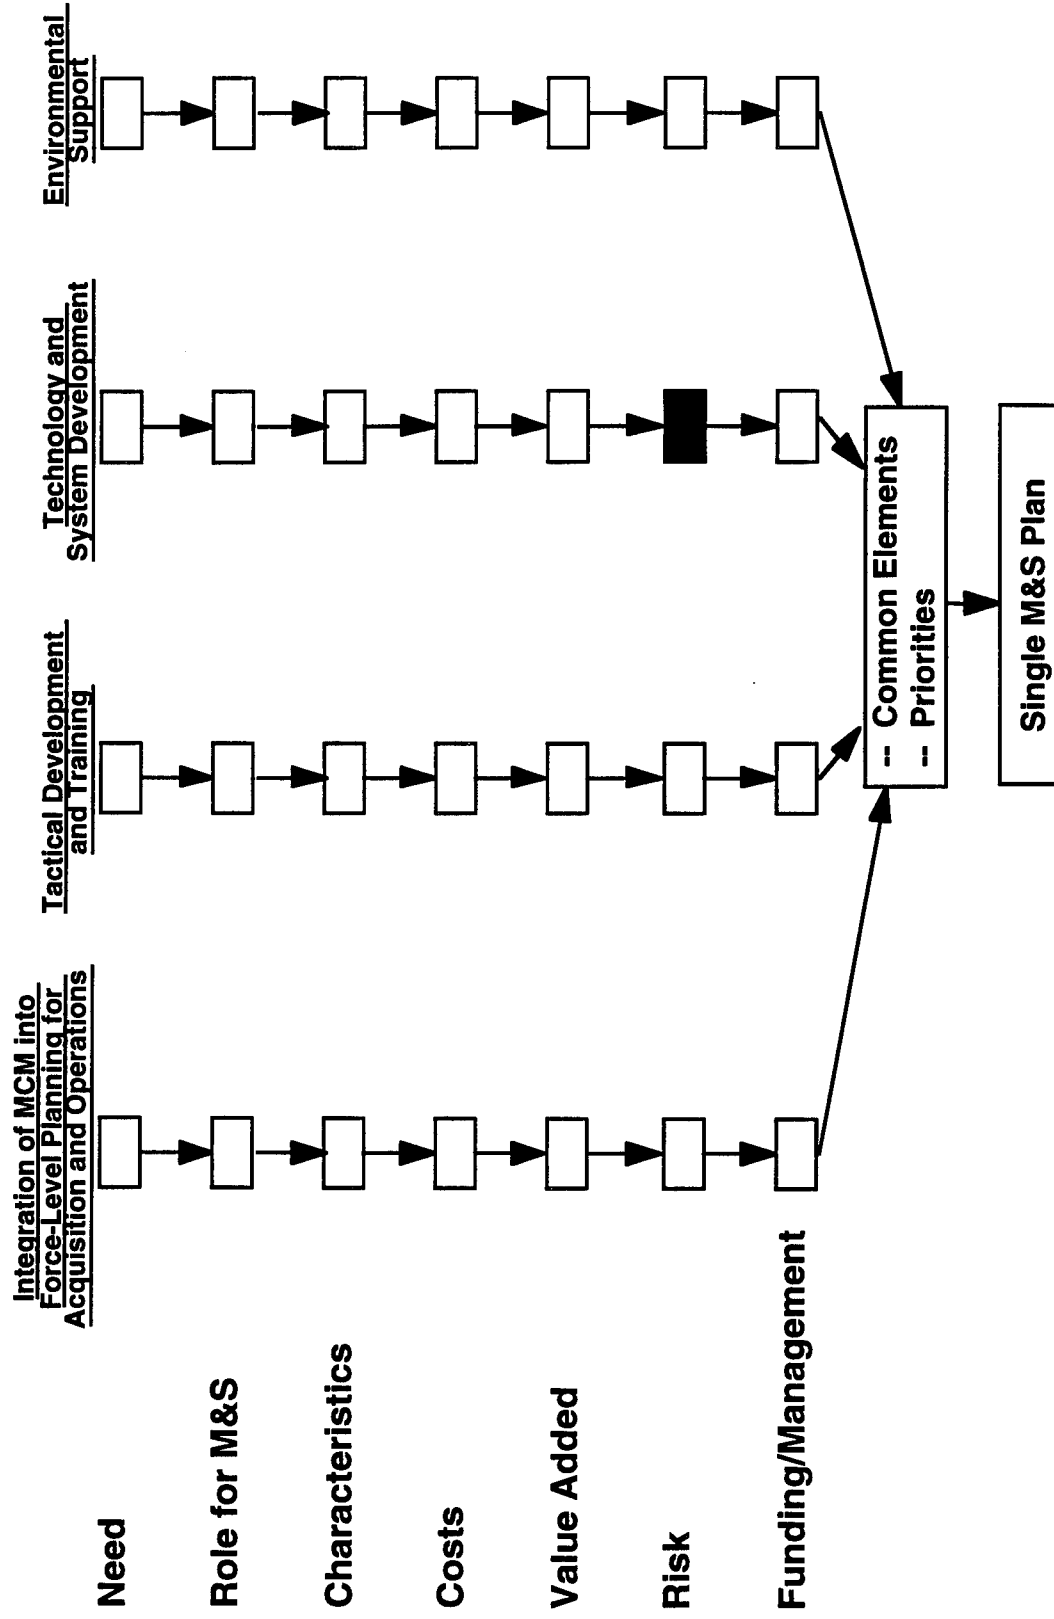 Integration of MCM into
Force-Level Planning for
Acquisition and Operations
Tactical Development
and Training
Technology and
System Development
Environmental
Support
Need
Role for M&S
Characteristics
Costs
Value Added
Risk
Funding/Management
-- Common Elements
-- Priorities
Single M&S Plan